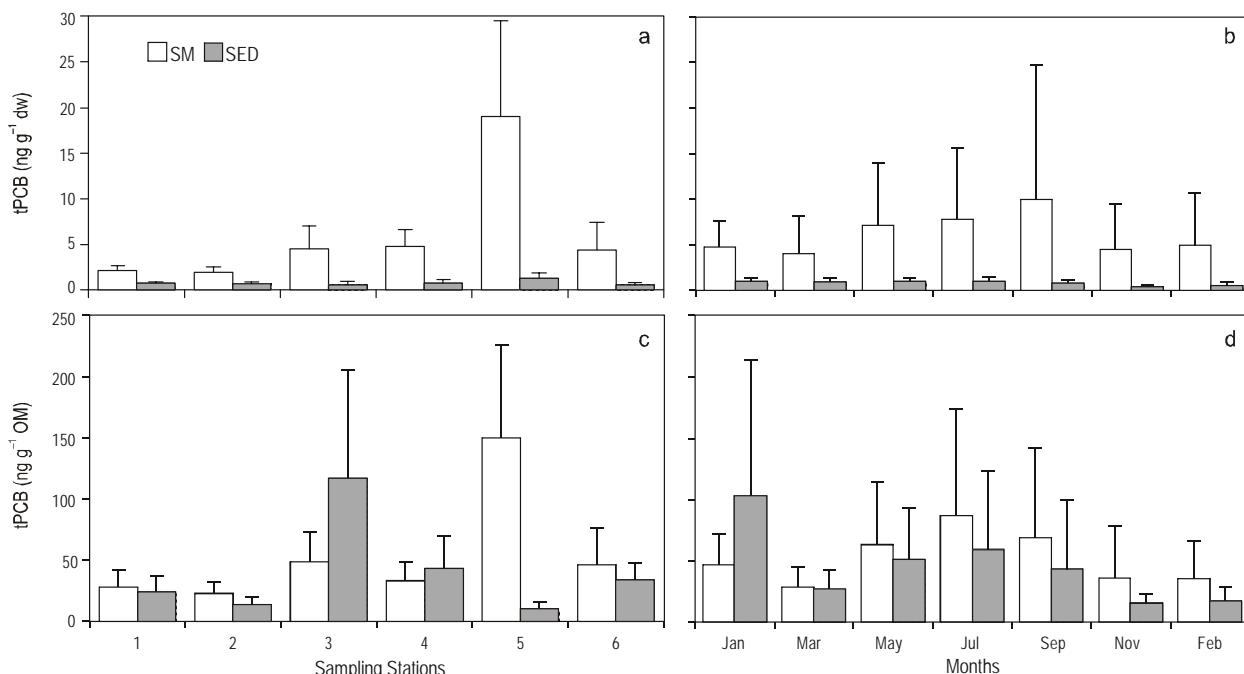 30
25
20
15
10
5
0
tPCB (ng g⁻¹ dw)
SM SED
a
b
250
200
150
100
50
0
tPCB (ng g⁻¹ OM)
c
d
1 2 3 4 5 6
Sampling Stations
Jan Mar May Jul Sep Nov Feb
Months